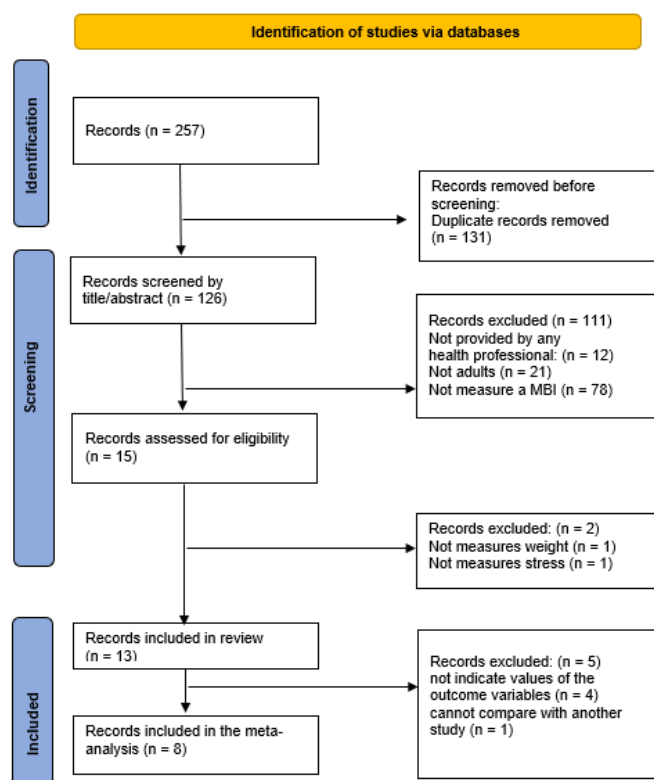 Identification of studies via databases
Identification
Records (n = 257)
Records removed before
screening:
Duplicate records removed
(n = 131)
Screening
Records screened by
title/abstract (n = 126)
Records excluded (n = 111)
Not provided by any
health professional: (n = 12)
Not adults (n = 21)
Not measure a MBI (n = 78)
Records assessed for eligibility
(n = 15)
Records excluded: (n = 2)
Not measures weight (n = 1)
Not measures stress (n = 1)
Included
Records included in review
(n = 13)
Records excluded: (n = 5)
not indicate values of the
outcome variables (n = 4)
cannot compare with another
study (n = 1)
Records included in the meta-
analysis (n = 8)